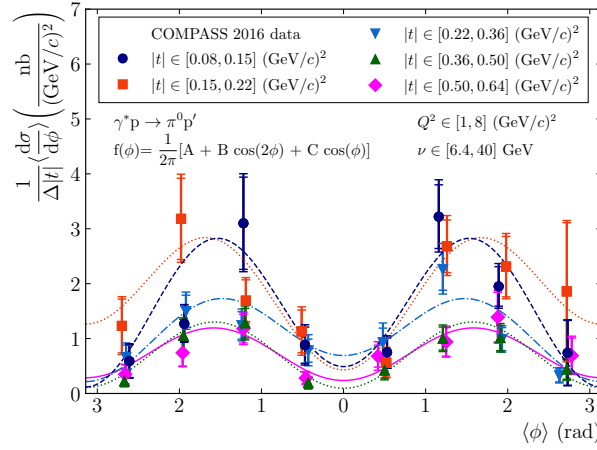 7
6
5
4
3
2
1
0.1
0
3 2 1 0 1 2 3
1/Δ|t| ⟨dσ/dϕ⟩ (nb/(GeV/c)²)
COMPASS 2016 data
|t| ∈ [0.08, 0.15] (GeV/c)²
|t| ∈ [0.15, 0.22] (GeV/c)²
|t| ∈ [0.22, 0.36] (GeV/c)²
|t| ∈ [0.36, 0.50] (GeV/c)²
|t| ∈ [0.50, 0.64] (GeV/c)²
γ*p → π⁰p′
f(ϕ)= 1/2π [A + B cos(2ϕ) + C cos(ϕ)]
Q² ∈ [1, 8] (GeV/c)²
ν ∈ [6.4, 40] GeV
⟨ϕ⟩ (rad)